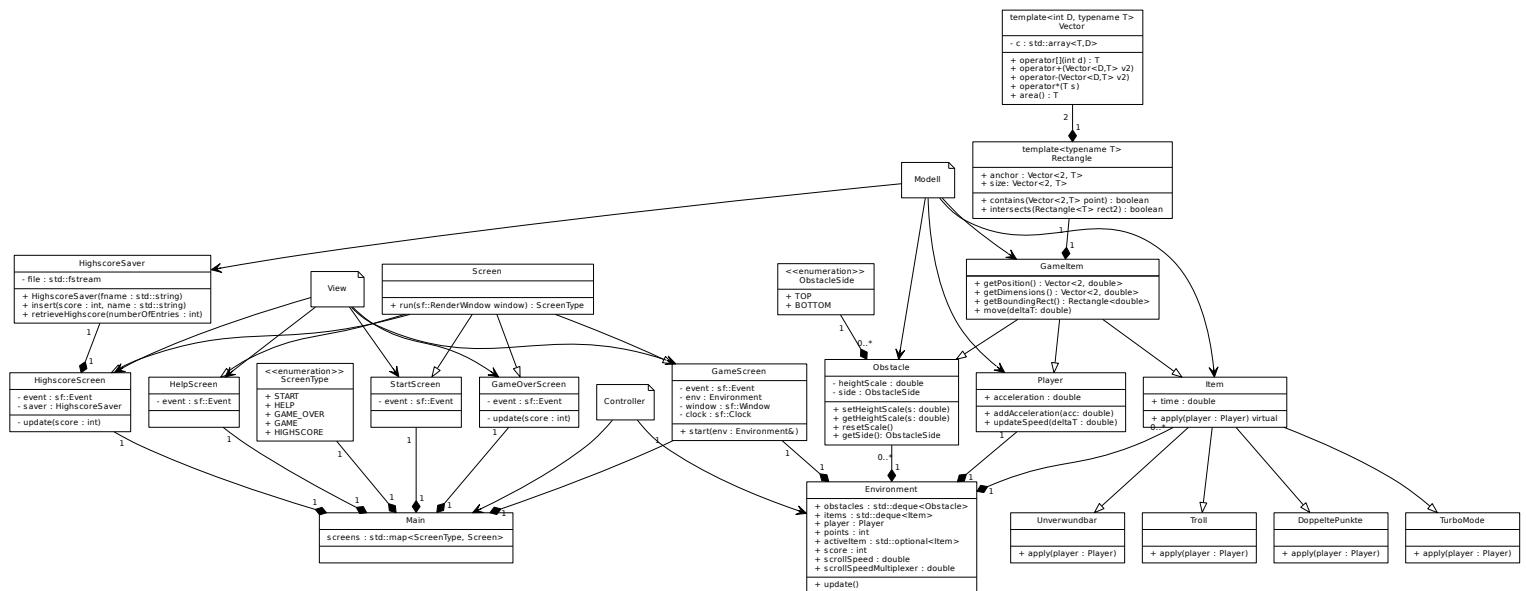 template<int D, typename T>
Vector
- c : std::array<T,D>
+ operator[](int d) : T
+ operator+(Vector<D,T> v2)
+ operator-(Vector<D,T> v2)
+ operator*(T s)
+ area() : T
2
1
template<typename T>
Rectangle
+ anchor : Vector<2, T>
+ size: Vector<2, T>
+ contains(Vector<2,T> point) : boolean
+ intersects(Rectangle<T> rect2) : boolean
1
1
Modell
HighscoreSaver
- file : std::fstream
+ HighscoreSaver(fname : std::string)
+ insert(score : int, name : std::string)
+ retrieveHighscore(numberOfEntries : int)
1
1
View
Screen
+ run(sf::RenderWindow window) : ScreenType
<<enumeration>>
ObstacleSide
+ TOP
+ BOTTOM
1
0..*
GameItem
+ getPosition() : Vector<2, double>
+ getDimensions() : Vector<2, double>
+ getBoundingRect() : Rectangle<double>
+ move(deltaT: double)
HighscoreScreen
- event : sf::Event
- saver : HighscoreSaver
- update(score : int)
1
HelpScreen
- event : sf::Event
1
<<enumeration>>
ScreenType
+ START
+ HELP
+ GAME_OVER
+ GAME
+ HIGHSCORE
1
StartScreen
- event : sf::Event
GameOverScreen
- event : sf::Event
- update(score : int)
1
Controller
GameScreen
- event : sf::Event
- env : Environment
- window : sf::Window
- clock : sf::Clock
+ start(env : Environment&)
1
1
Obstacle
- heightScale : double
- side : ObstacleSide
+ setHeightScale(s: double)
+ getHeightScale(s: double)
+ resetScale()
+ getSide(): ObstacleSide
0..*
Player
+ acceleration : double
+ addAcceleration(acc: double)
+ updateSpeed(deltaT : double)
1
Item
+ time : double
+ apply(player : Player) virtual
0..*
1
1
1
1
1
1
1
1
1
1
1
Main
screens : std::map<ScreenType, Screen>
Environment
+ obstacles : std::deque<Obstacle>
+ items : std::deque<Item>
+ player : Player
+ points : int
+ activeItem : std::optional<Item>
+ score : int
+ scrollSpeed : double
+ scrollSpeedMultiplexer : double
+ update()
Unverwundbar
+ apply(player : Player)
Troll
+ apply(player : Player)
DoppeltePunkte
+ apply(player : Player)
TurboMode
+ apply(player : Player)